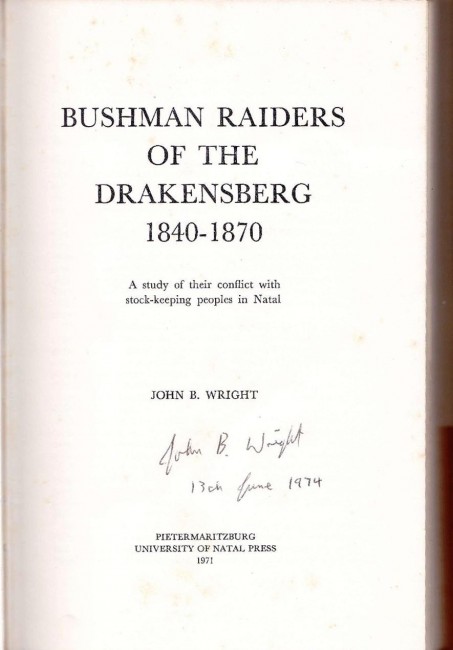 BUSHMAN RAIDERS
OF THE
DRAKENSBERG
1840-1870
A study of their conflict with
stock-keeping peoples in Natal
JOHN B. WRIGHT
John B. Wright
13th June 1974
PIETERMARITZBURG
UNIVERSITY OF NATAL PRESS
1971